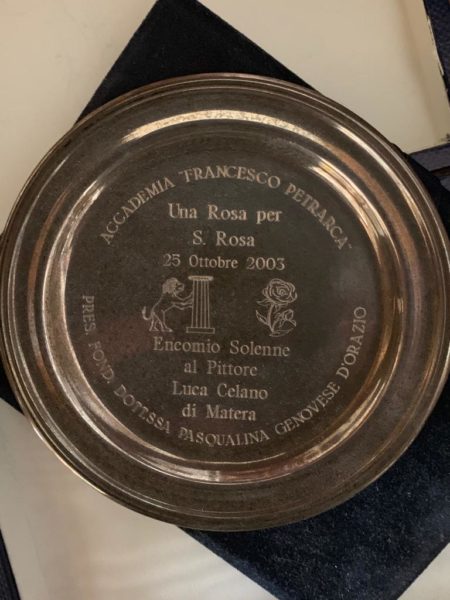 ACCADEMIA "FRANCESCO PETRARCA"
Una Rosa per
S. Rosa
25 Ottobre 2003
Encomio Solenne
al Pittore
Luca Celano
di Matera
PRES. FOND. DOTT.SSA PASQUALINA GENOVESE D'ORAZIO